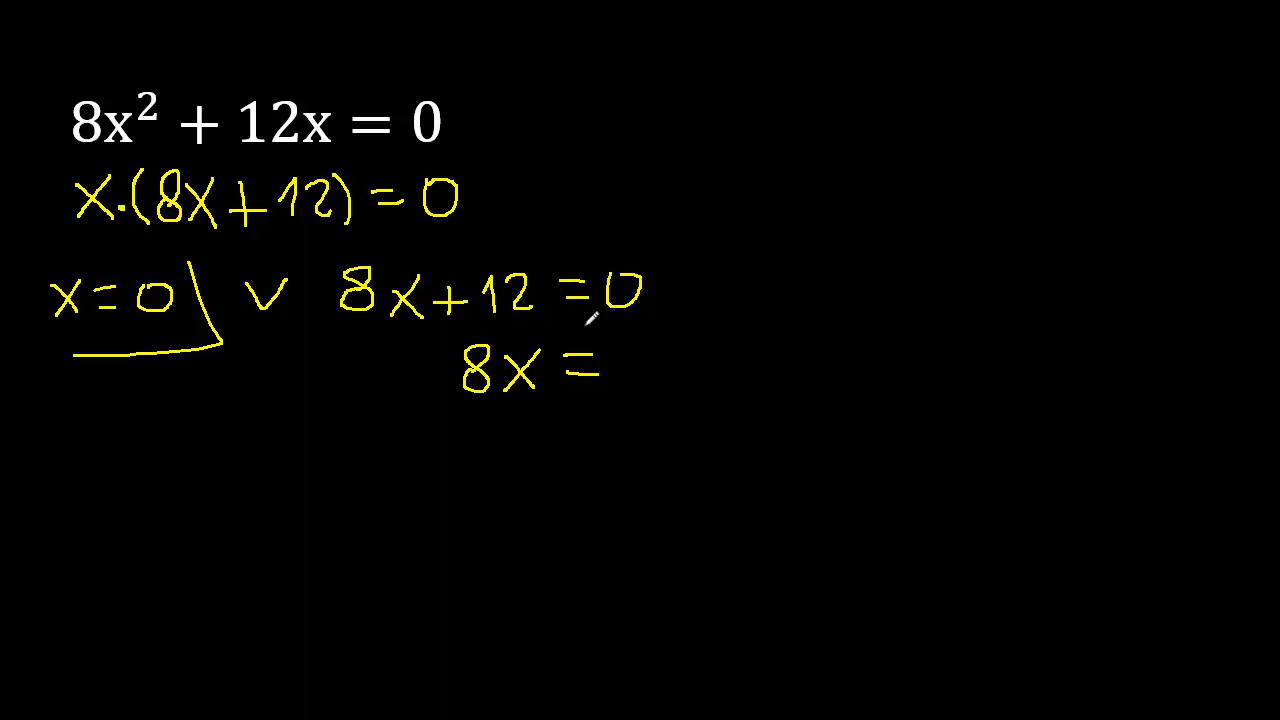 8x² + 12x = 0
x·(8x+12) = 0
x=0 ∨ 8x+12 =0
8x =